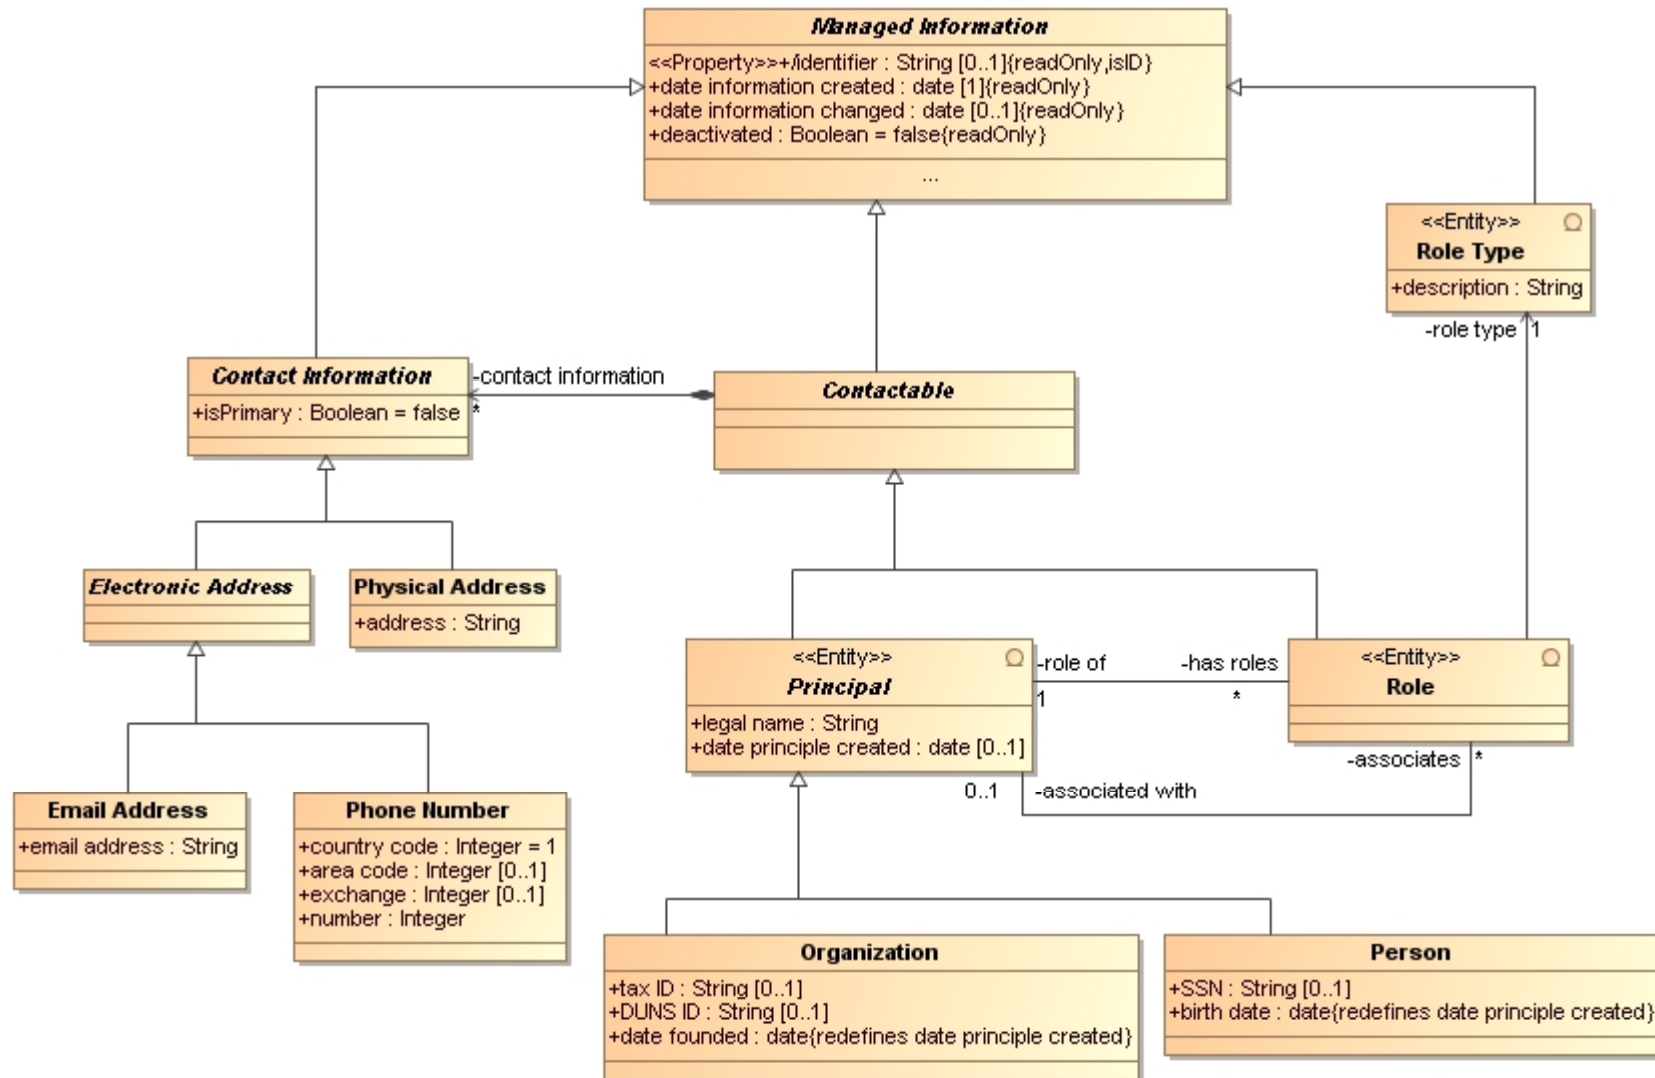 Managed Information
<<Property>>+/identifier : String [0..1]{readOnly,isID}
+date information created : date [1]{readOnly}
+date information changed : date [0..1]{readOnly}
+deactivated : Boolean = false{readOnly}
...
<<Entity>>
Role Type
+description : String
-role type 1
Contact Information
+isPrimary : Boolean = false
-contact information
*
Contactable
Electronic Address
Physical Address
+address : String
<<Entity>>
Principal
+legal name : String
+date principle created : date [0..1]
-role of
1
-has roles
*
<<Entity>>
Role
-associates *
0..1 -associated with
Email Address
+email address : String
Phone Number
+country code : Integer = 1
+area code : Integer [0..1]
+exchange : Integer [0..1]
+number : Integer
Organization
+tax ID : String [0..1]
+DUNS ID : String [0..1]
+date founded : date{redefines date principle created}
Person
+SSN : String [0..1]
+birth date : date{redefines date principle created}